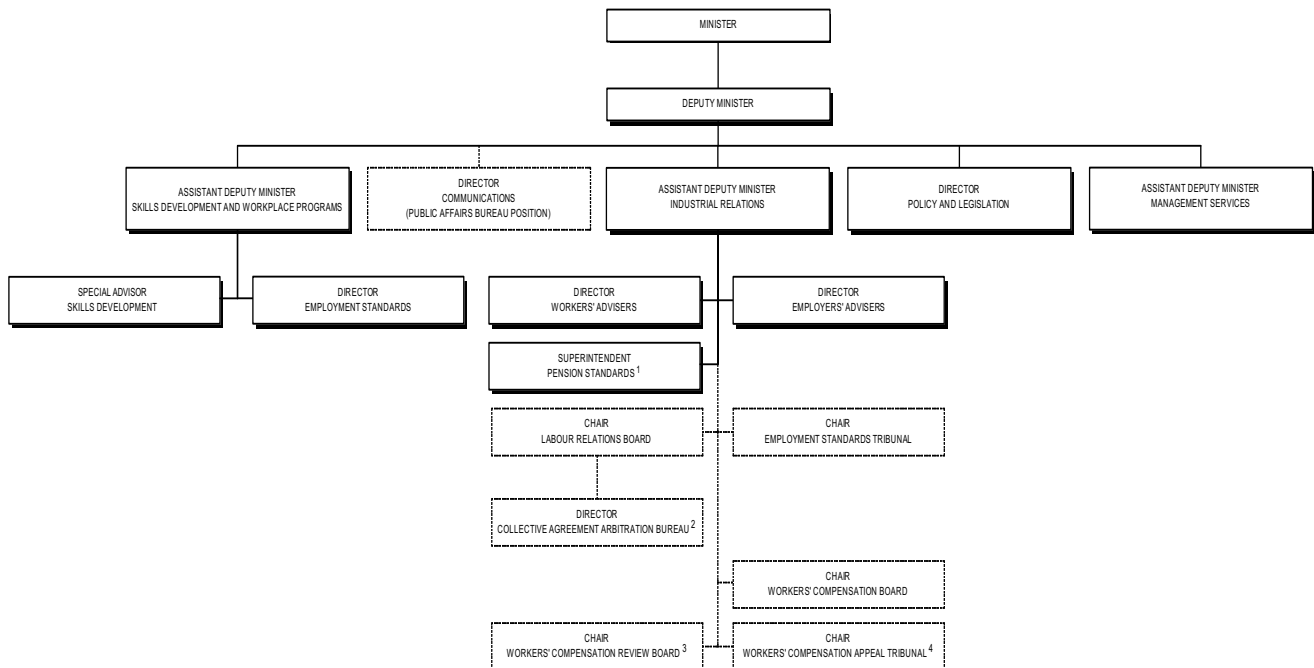 MINISTER
DEPUTY MINISTER
ASSISTANT DEPUTY MINISTER
SKILLS DEVELOPMENT AND WORKPLACE PROGRAMS
DIRECTOR
COMMUNICATIONS
(PUBLIC AFFAIRS BUREAU POSITION)
ASSISTANT DEPUTY MINISTER
INDUSTRIAL RELATIONS
DIRECTOR
POLICY AND LEGISLATION
ASSISTANT DEPUTY MINISTER
MANAGEMENT SERVICES
SPECIAL ADVISOR
SKILLS DEVELOPMENT
DIRECTOR
EMPLOYMENT STANDARDS
DIRECTOR
WORKERS' ADVISERS
DIRECTOR
EMPLOYERS' ADVISERS
SUPERINTENDENT
PENSION STANDARDS 1
CHAIR
LABOUR RELATIONS BOARD
CHAIR
EMPLOYMENT STANDARDS TRIBUNAL
DIRECTOR
COLLECTIVE AGREEMENT ARBITRATION BUREAU 2
CHAIR
WORKERS' COMPENSATION BOARD
CHAIR
WORKERS' COMPENSATION REVIEW BOARD 3
CHAIR
WORKERS' COMPENSATION APPEAL TRIBUNAL 4